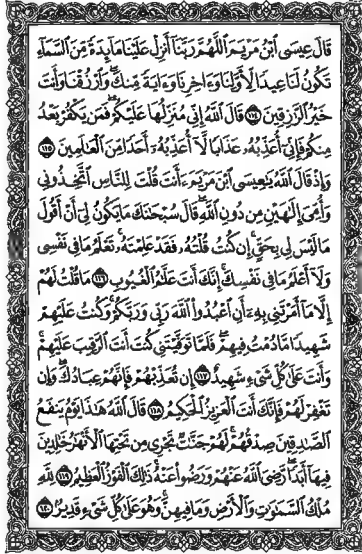 قَالَ عِيسَى ٱبْنُ مَرْيَمَ ٱللَّهُمَّ رَبَّنَآ أَنزِلْ عَلَيْنَا مَآئِدَةً مِّنَ ٱلسَّمَآءِ
تَكُونُ لَنَا عِيدًا لِّأَوَّلِنَا وَءَاخِرِنَا وَءَايَةً مِّنكَ وَٱرْزُقْنَا وَأَنتَ
خَيْرُ ٱلرَّٰزِقِينَ ١١٤ قَالَ ٱللَّهُ إِنِّى مُنَزِّلُهَا عَلَيْكُمْ فَمَن يَكْفُرْ بَعْدُ
مِنكُمْ فَإِنِّىٓ أُعَذِّبُهُۥ عَذَابًا لَّآ أُعَذِّبُهُۥٓ أَحَدًا مِّنَ ٱلْعَٰلَمِينَ ١١٥
وَإِذْ قَالَ ٱللَّهُ يَٰعِيسَى ٱبْنَ مَرْيَمَ ءَأَنتَ قُلْتَ لِلنَّاسِ ٱتَّخِذُونِى
وَأُمِّىَ إِلَٰهَيْنِ مِن دُونِ ٱللَّهِ قَالَ سُبْحَٰنَكَ مَا يَكُونُ لِىٓ أَنْ أَقُولَ
مَا لَيْسَ لِى بِحَقٍّ إِن كُنتُ قُلْتُهُۥ فَقَدْ عَلِمْتَهُۥ تَعْلَمُ مَا فِى نَفْسِى
وَلَآ أَعْلَمُ مَا فِى نَفْسِكَ إِنَّكَ أَنتَ عَلَّٰمُ ٱلْغُيُوبِ ١١٦ مَا قُلْتُ لَهُمْ
إِلَّا مَآ أَمَرْتَنِى بِهِۦٓ أَنِ ٱعْبُدُوا۟ ٱللَّهَ رَبِّى وَرَبَّكُمْ وَكُنتُ عَلَيْهِمْ
شَهِيدًا مَّا دُمْتُ فِيهِمْ فَلَمَّا تَوَفَّيْتَنِى كُنتَ أَنتَ ٱلرَّقِيبَ عَلَيْهِمْ
وَأَنتَ عَلَىٰ كُلِّ شَىْءٍ شَهِيدٌ ١١٧ إِن تُعَذِّبْهُمْ فَإِنَّهُمْ عِبَادُكَ وَإِن
تَغْفِرْ لَهُمْ فَإِنَّكَ أَنتَ ٱلْعَزِيزُ ٱلْحَكِيمُ ١١٨ قَالَ ٱللَّهُ هَٰذَا يَوْمُ يَنفَعُ
ٱلصَّٰدِقِينَ صِدْقُهُمْ لَهُمْ جَنَّٰتٌ تَجْرِى مِن تَحْتِهَا ٱلْأَنْهَٰرُ خَٰلِدِينَ
فِيهَآ أَبَدًا رَّضِىَ ٱللَّهُ عَنْهُمْ وَرَضُوا۟ عَنْهُ ذَٰلِكَ ٱلْفَوْزُ ٱلْعَظِيمُ ١١٩ لِلَّهِ
مُلْكُ ٱلسَّمَٰوَٰتِ وَٱلْأَرْضِ وَمَا فِيهِنَّ وَهُوَ عَلَىٰ كُلِّ شَىْءٍ قَدِيرٌۢ ١٢٠